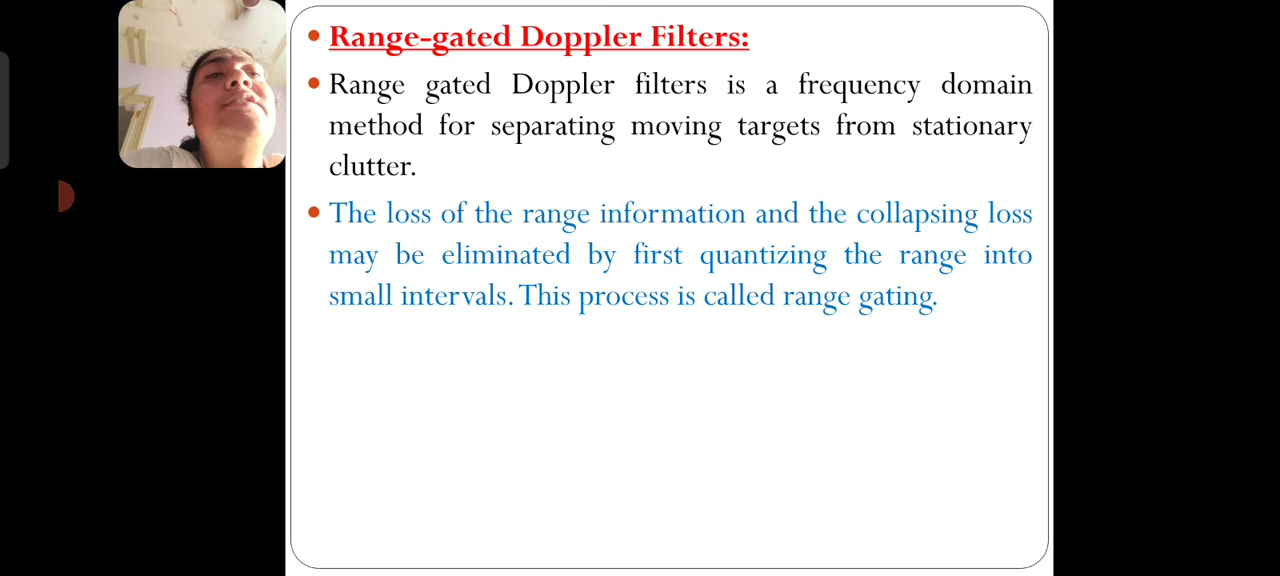 Range-gated Doppler Filters:
Range gated Doppler filters is a frequency domain
method for separating moving targets from stationary
clutter.
The loss of the range information and the collapsing loss
may be eliminated by first quantizing the range into
small intervals. This process is called range gating.